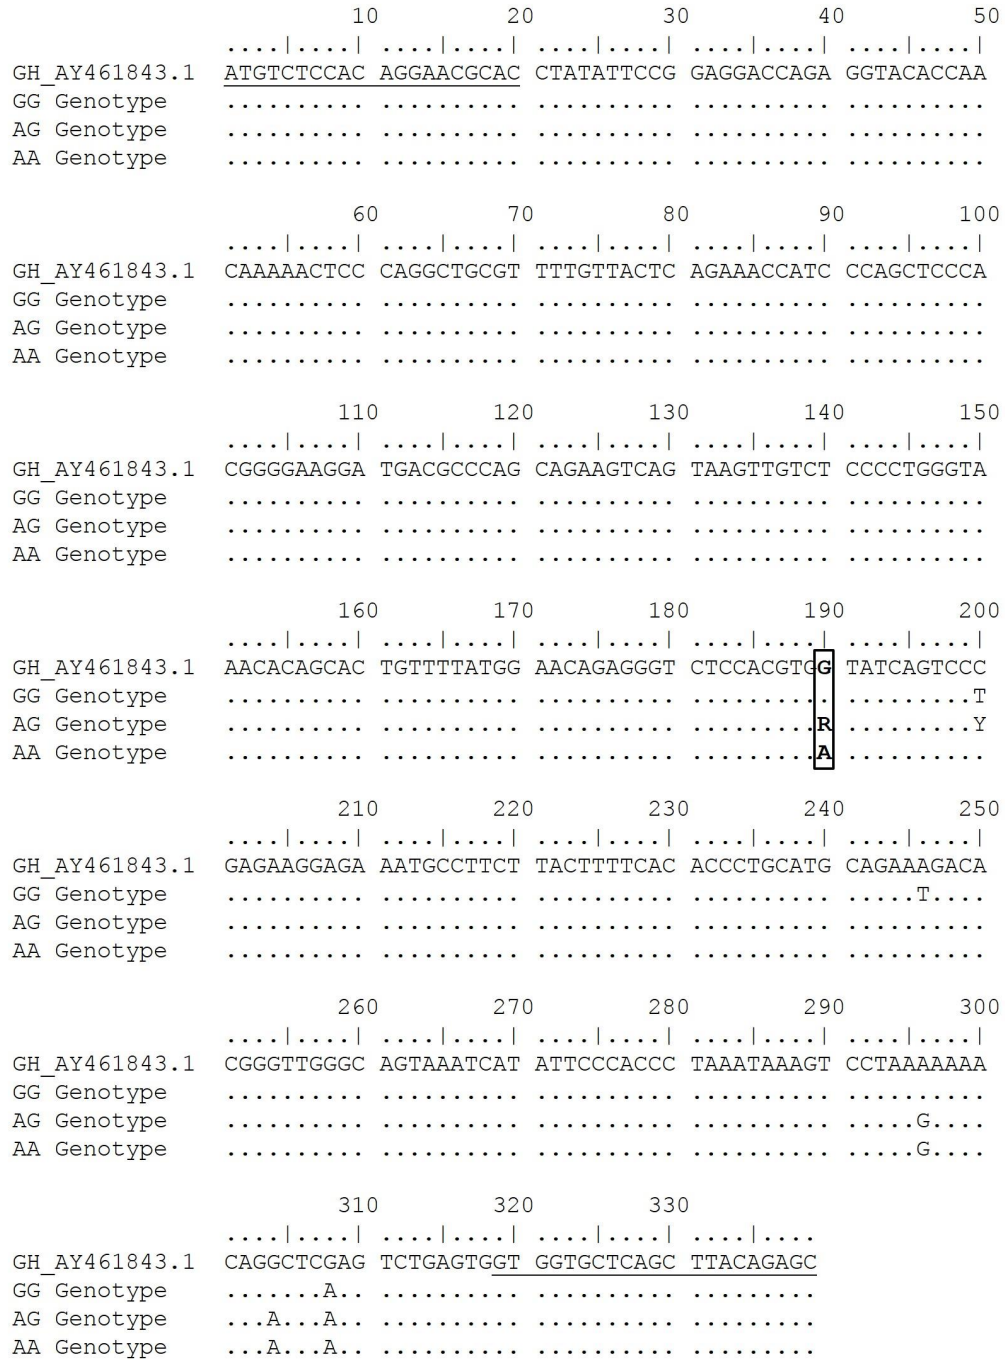 10 20 30 40 50
....|....| ....|....| ....|....| ....|....| ....|....|
GH_AY461843.1 ATGTCTCCAC AGGAACGCAC CTATATTCCG GAGGACCAGA GGTACACCAA
GG Genotype .......... .......... .......... .......... ..........
AG Genotype .......... .......... .......... .......... ..........
AA Genotype .......... .......... .......... .......... ..........
60 70 80 90 100
....|....| ....|....| ....|....| ....|....| ....|....|
GH_AY461843.1 CAAAAACTCC CAGGCTGCGT TTTGTTACTC AGAAACCATC CCAGCTCCCA
GG Genotype .......... .......... .......... .......... ..........
AG Genotype .......... .......... .......... .......... ..........
AA Genotype .......... .......... .......... .......... ..........
110 120 130 140 150
....|....| ....|....| ....|....| ....|....| ....|....|
GH_AY461843.1 CGGGGAAGGA TGACGCCCAG CAGAAGTCAG TAAGTTGTCT CCCCTGGGTA
GG Genotype .......... .......... .......... .......... ..........
AG Genotype .......... .......... .......... .......... ..........
AA Genotype .......... .......... .......... .......... ..........
160 170 180 190 200
....|....| ....|....| ....|....| ....|....| ....|....|
GH_AY461843.1 AACACAGCAC TGTTTTATGG AACAGAGGGT CTCCACGTGG TATCAGTCCC
GG Genotype .......... .......... .......... .......... .........T
AG Genotype .......... .......... .......... .........R .........Y
AA Genotype .......... .......... .......... .........A ..........
210 220 230 240 250
....|....| ....|....| ....|....| ....|....| ....|....|
GH_AY461843.1 GAGAAGGAGA AATGCCTTCT TACTTTTCAC ACCCTGCATG CAGAAAGACA
GG Genotype .......... .......... .......... .......... .....T....
AG Genotype .......... .......... .......... .......... ..........
AA Genotype .......... .......... .......... .......... ..........
260 270 280 290 300
....|....| ....|....| ....|....| ....|....| ....|....|
GH_AY461843.1 CGGGTTGGGC AGTAAATCAT ATTCCCACCC TAAATAAAGT CCTAAAAAAA
GG Genotype .......... .......... .......... .......... ..........
AG Genotype .......... .......... .......... .......... .....G....
AA Genotype .......... .......... .......... .......... .....G....
310 320 330
....|....| ....|....| ....|....| ....|....
GH_AY461843.1 CAGGCTCGAG TCTGAGTGGT GGTGCTCAGC TTACAGAGC
GG Genotype .......A.. .......... .......... .........
AG Genotype ...A...A.. .......... .......... .........
AA Genotype ...A...A.. .......... .......... .........